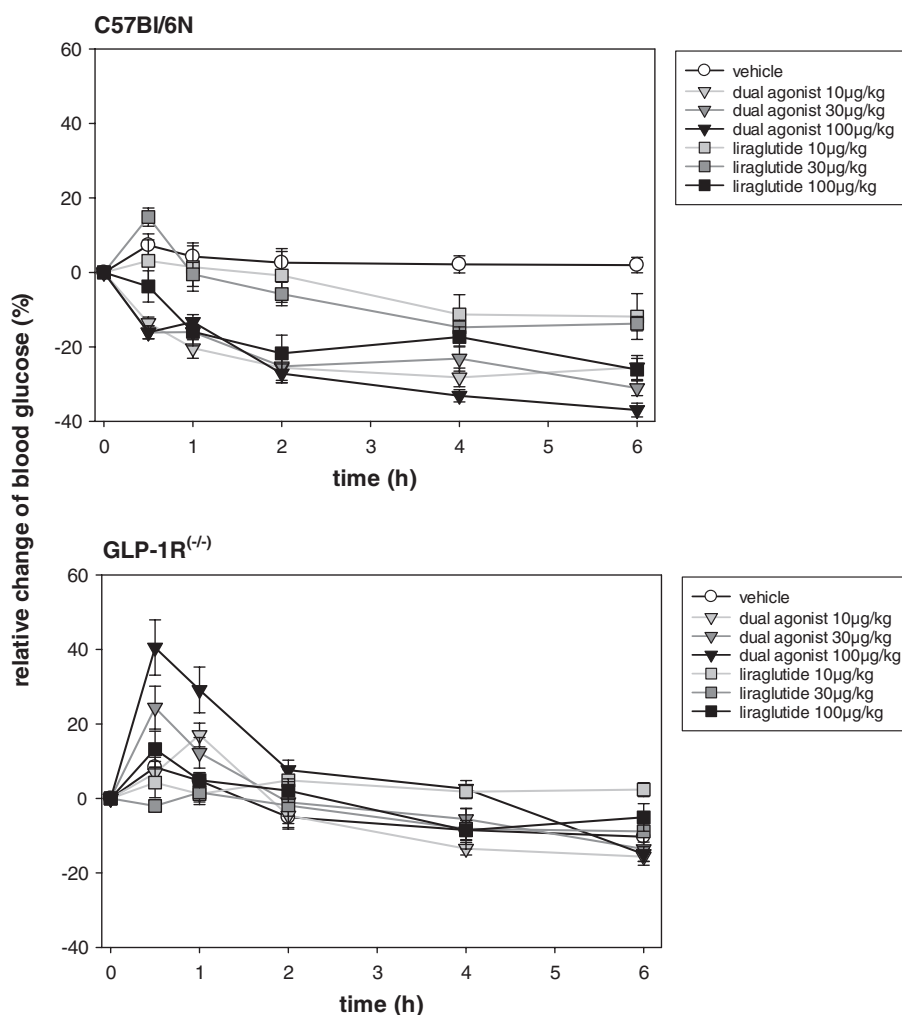 C57Bl/6N
60
40
20
0
-20
-40
0 1 2 3 4 5 6
time (h)
vehicle
dual agonist 10µg/kg
dual agonist 30µg/kg
dual agonist 100µg/kg
liraglutide 10µg/kg
liraglutide 30µg/kg
liraglutide 100µg/kg
relative change of blood glucose (%)
GLP-1R(-/-)
60
40
20
0
-20
-40
0 1 2 3 4 5 6
time (h)
vehicle
dual agonist 10µg/kg
dual agonist 30µg/kg
dual agonist 100µg/kg
liraglutide 10µg/kg
liraglutide 30µg/kg
liraglutide 100µg/kg